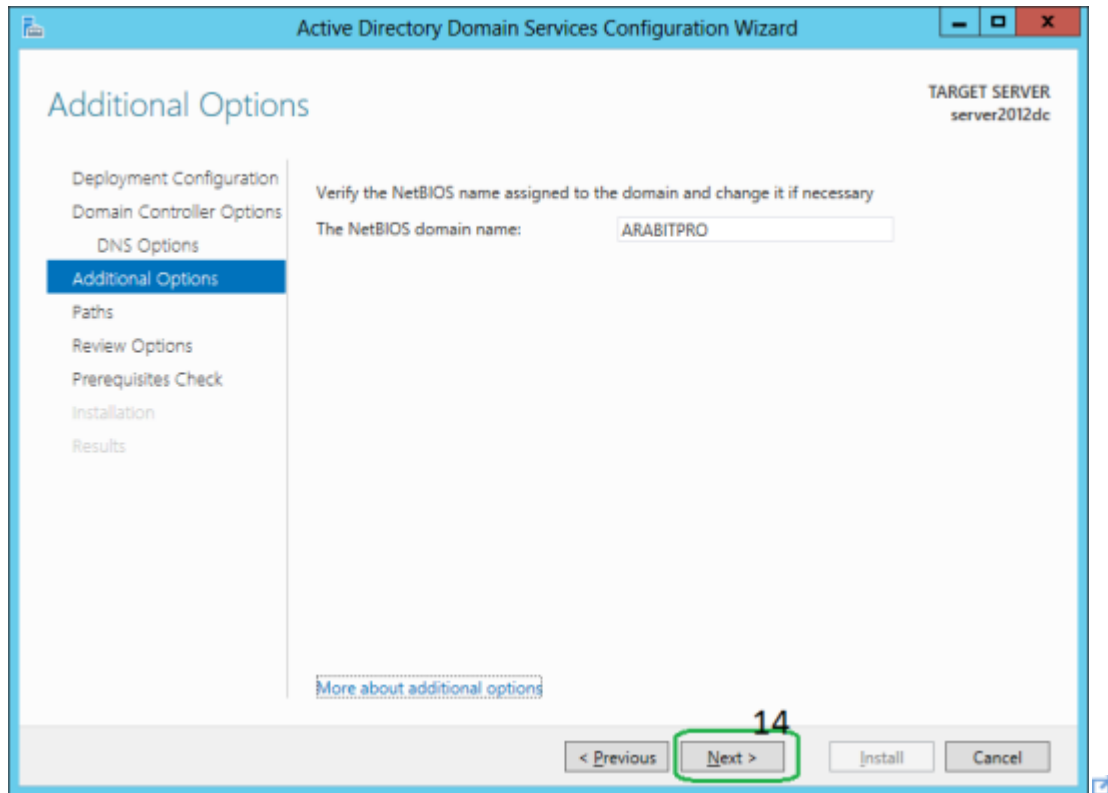 Active Directory Domain Services Configuration Wizard
Additional Options
TARGET SERVER
server2012dc
Deployment Configuration
Domain Controller Options
DNS Options
Additional Options
Paths
Review Options
Prerequisites Check
Installation
Results
Verify the NetBIOS name assigned to the domain and change it if necessary
The NetBIOS domain name: ARABITPRO
More about additional options
14
< Previous Next > Install Cancel